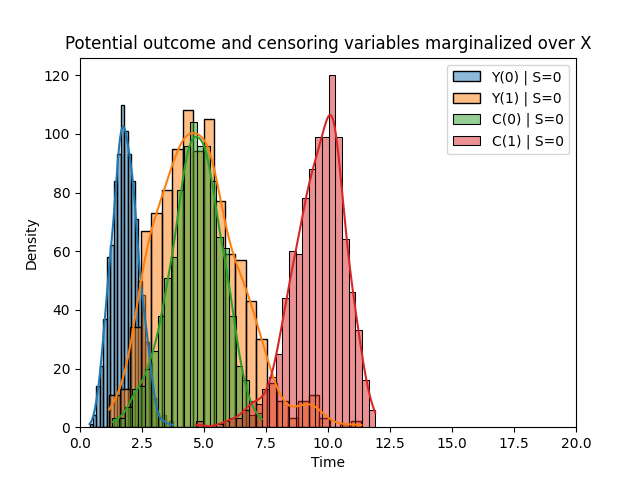 Potential outcome and censoring variables marginalized over X
Y(0) | S=0
Y(1) | S=0
C(0) | S=0
C(1) | S=0
120
100
80
60
40
20
0
Density
0.0 2.5 5.0 7.5 10.0 12.5 15.0 17.5 20.0
Time